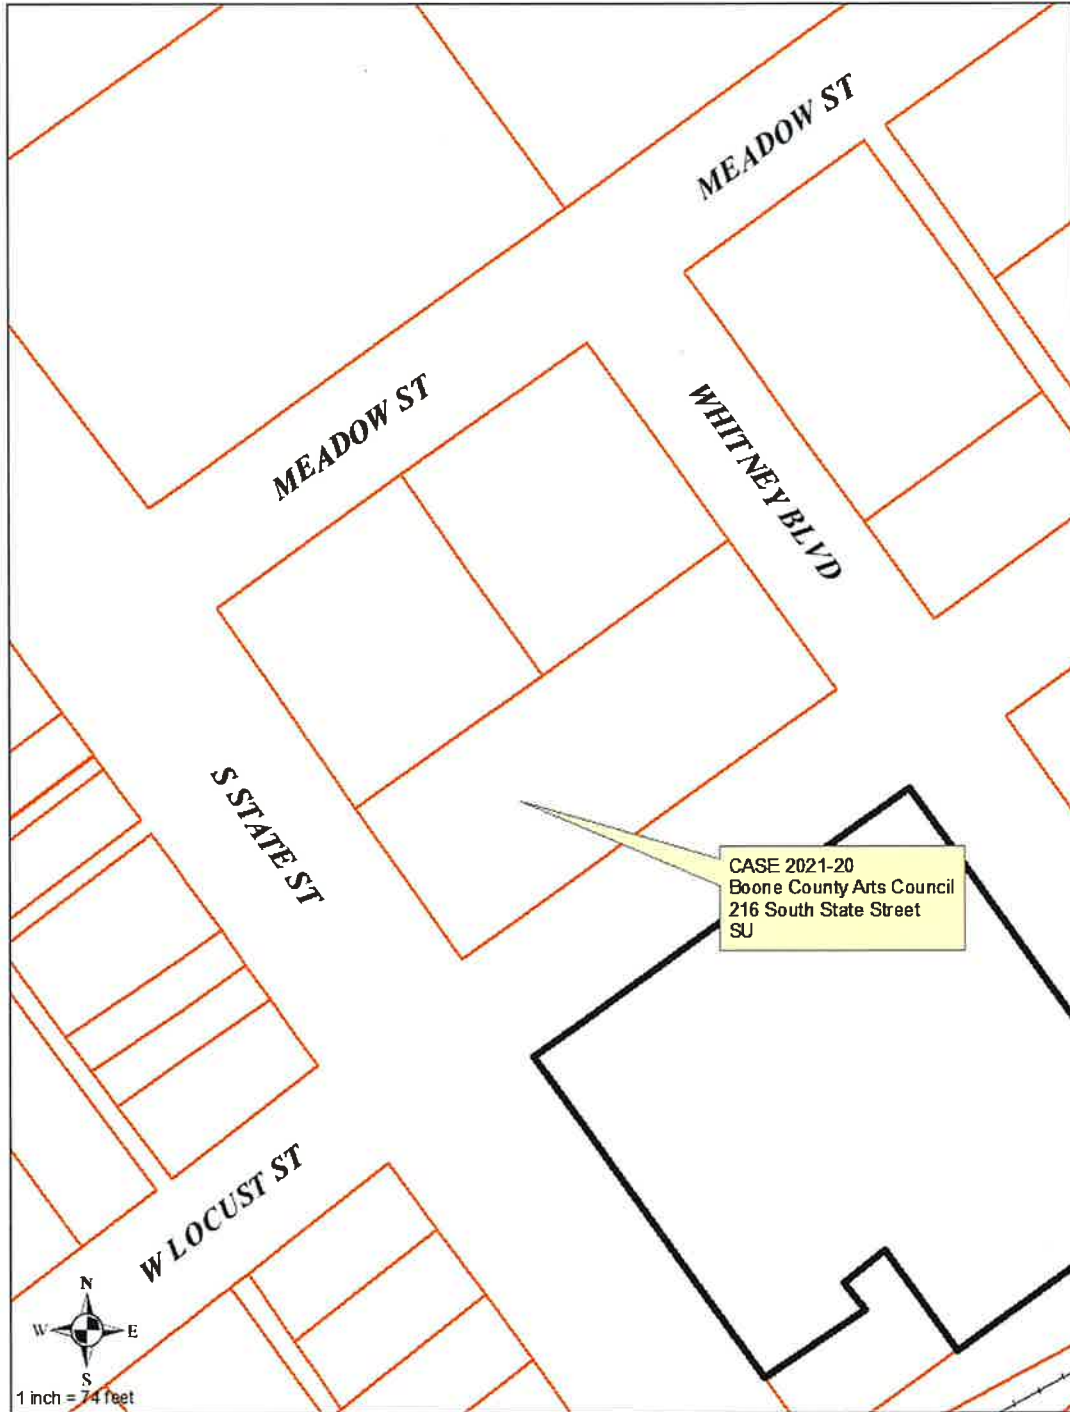 MEADOW ST
MEADOW ST
WHITNEY BLVD
S STATE ST
CASE 2021-20
Boone County Arts Council
216 South State Street
SU
W LOCUST ST
N
W E
S
1 inch = 74 feet